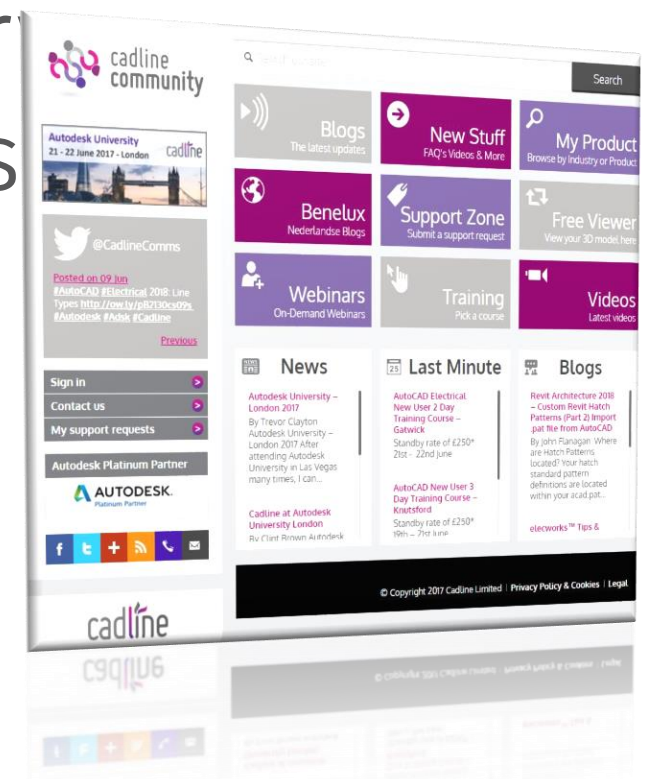 cadline
community
Search
Autodesk University
21 - 22 June 2017 - London
cadline
Blogs
The latest updates
New Stuff
FAQ's Videos & More
My Product
Browse by Industry or Product
@CadlineComms
Posted on 09 Jun
#AutoCAD #Electrical 2018: Line
#Autodesk #Adsk #Cadline
Previous
Benelux
Nederlandse Blogs
Support Zone
Submit a support request
Free Viewer
View your 3D model here
Webinars
On-Demand Webinars
Training
Pick a course
Videos
Latest videos
Sign in
Contact us
My support requests
Autodesk Platinum Partner
AUTODESK.
Platinum Partner
News
Autodesk University –
London 2017
By Trevor Clayton
Autodesk University –
London 2017 After
attending Autodesk
University in Las Vegas
many times, I can...
Cadline at Autodesk
University London
By Clint Brown Autodesk
25
Last Minute
AutoCAD Electrical
New User 2 Day
Training Course –
Gatwick
Standby rate of £250*
21st - 22nd June
AutoCAD New User 3
Day Training Course –
Knutsford
Standby rate of £250*
19th – 21st June
Blogs
Revit Architecture 2018
– Custom Revit Hatch
Patterns (Part 2) Import
.pat file from AutoCAD
By John Flanagan Where
are Hatch Patterns
located? Your hatch
standard pattern
definitions are located
within your acad.pat...
elecworks™ Tips &
© Copyright 2017 Cadline Limited | Privacy Policy & Cookies | Legal
cadline